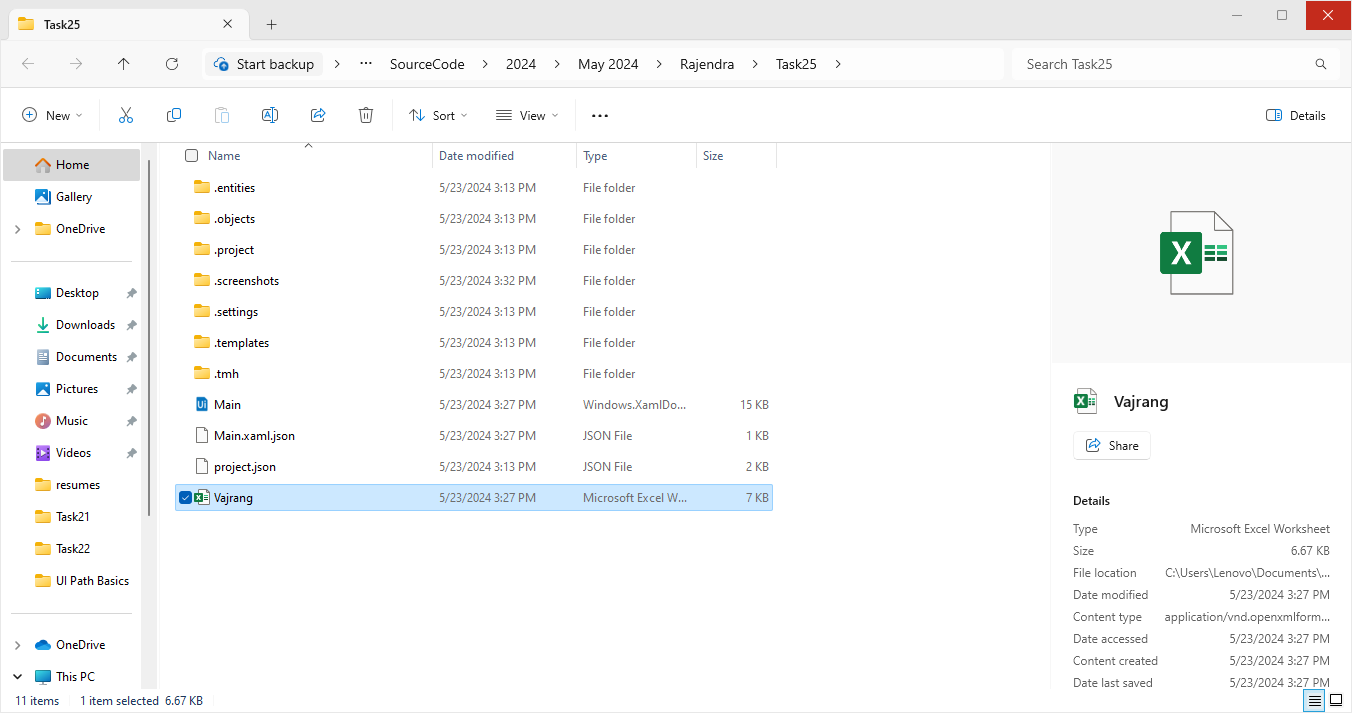 Task25
Start backup > ... SourceCode > 2024 > May 2024 > Rajendra > Task25 >
Search Task25
New
Sort
View
...
Details
Home
Gallery
OneDrive
Desktop
Downloads
Documents
Pictures
Music
Videos
resumes
Task21
Task22
UI Path Basics
OneDrive
This PC
Name Date modified Type Size
.entities 5/23/2024 3:13 PM File folder
.objects 5/23/2024 3:13 PM File folder
.project 5/23/2024 3:13 PM File folder
.screenshots 5/23/2024 3:32 PM File folder
.settings 5/23/2024 3:13 PM File folder
.templates 5/23/2024 3:13 PM File folder
.tmh 5/23/2024 3:13 PM File folder
Ui Main 5/23/2024 3:27 PM Windows.XamlDo... 15 KB
Main.xaml.json 5/23/2024 3:27 PM JSON File 1 KB
project.json 5/23/2024 3:13 PM JSON File 2 KB
Vajrang 5/23/2024 3:27 PM Microsoft Excel W... 7 KB
X
Vajrang
Share
Details
Type Microsoft Excel Worksheet
Size 6.67 KB
File location C:\Users\Lenovo\Documents\...
Date modified 5/23/2024 3:27 PM
Content type application/vnd.openxmlform...
Date accessed 5/23/2024 3:27 PM
Content created 5/23/2024 3:27 PM
Date last saved 5/23/2024 3:27 PM
11 items 1 item selected 6.67 KB